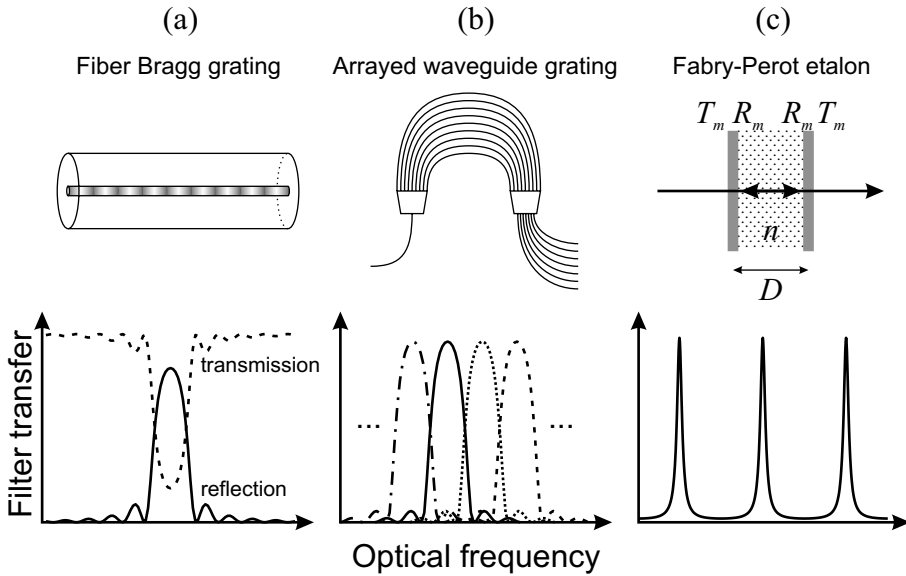 (a)
(b)
(c)
Fiber Bragg grating
Arrayed waveguide grating
Fabry-Perot etalon
T_m R_m
R_m T_m
n
D
Filter transfer
transmission
reflection
...
...
Optical frequency